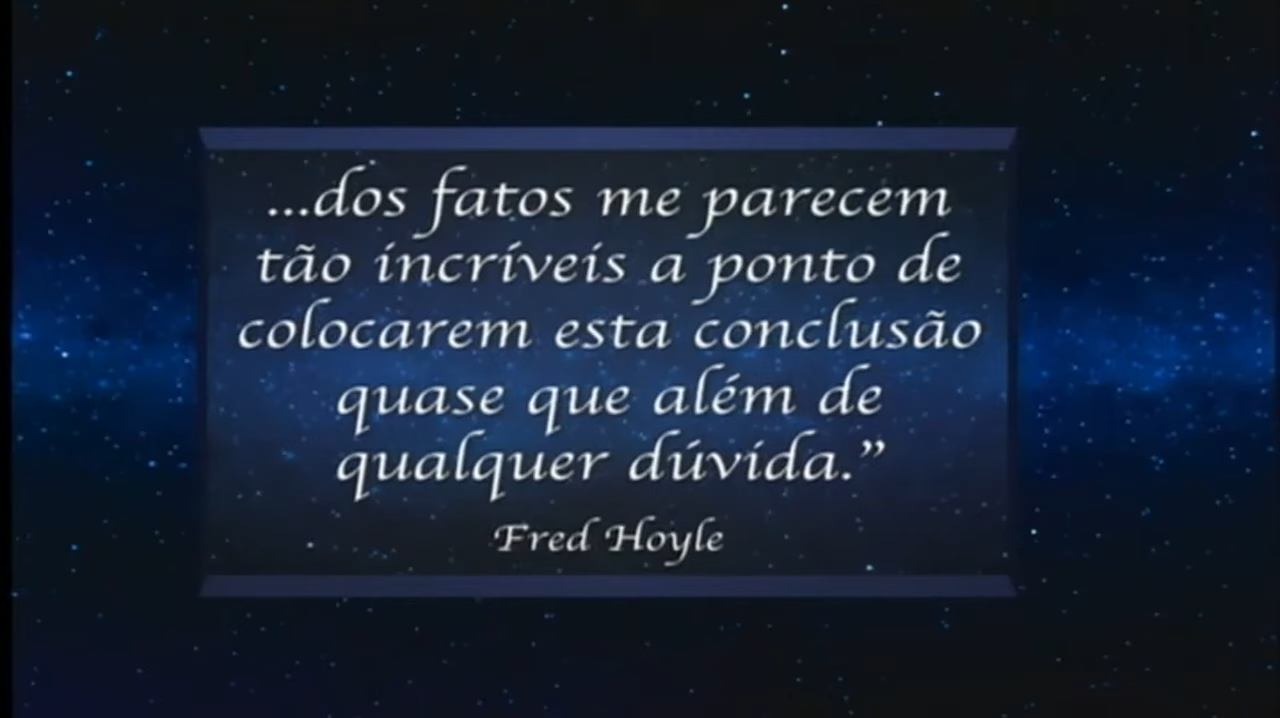 ...dos fatos me parecem
tão incríveis a ponto de
colocarem esta conclusão
quase que além de
qualquer dúvida.”
Fred Hoyle